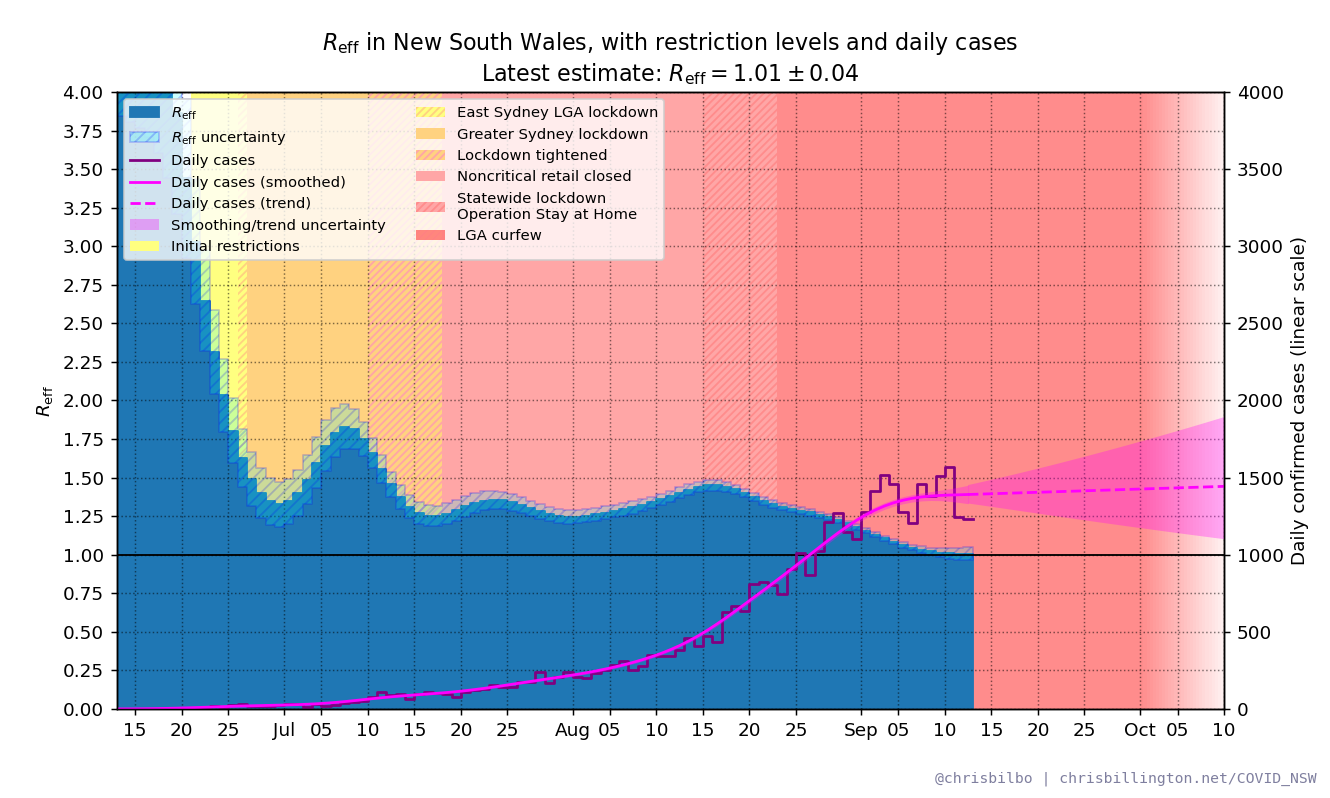 R_eff in New South Wales, with restriction levels and daily cases
Latest estimate: R_eff = 1.01 ± 0.04
4.00
3.75
3.50
3.25
3.00
2.75
2.50
2.25
2.00
1.75
1.50
1.25
1.00
0.75
0.50
0.25
0.00
R_eff
R_eff
R_eff uncertainty
Daily cases
Daily cases (smoothed)
Daily cases (trend)
Smoothing/trend uncertainty
Initial restrictions
East Sydney LGA lockdown
Greater Sydney lockdown
Lockdown tightened
Noncritical retail closed
Statewide lockdown
Operation Stay at Home
LGA curfew
4000
3500
3000
2500
2000
1500
1000
500
0
Daily confirmed cases (linear scale)
15 20 25 Jul 05 10 15 20 25 Aug 05 10 15 20 25 Sep 05 10 15 20 25 Oct 05 10
@chrisbilbo | chrisbillington.net/COVID_NSW